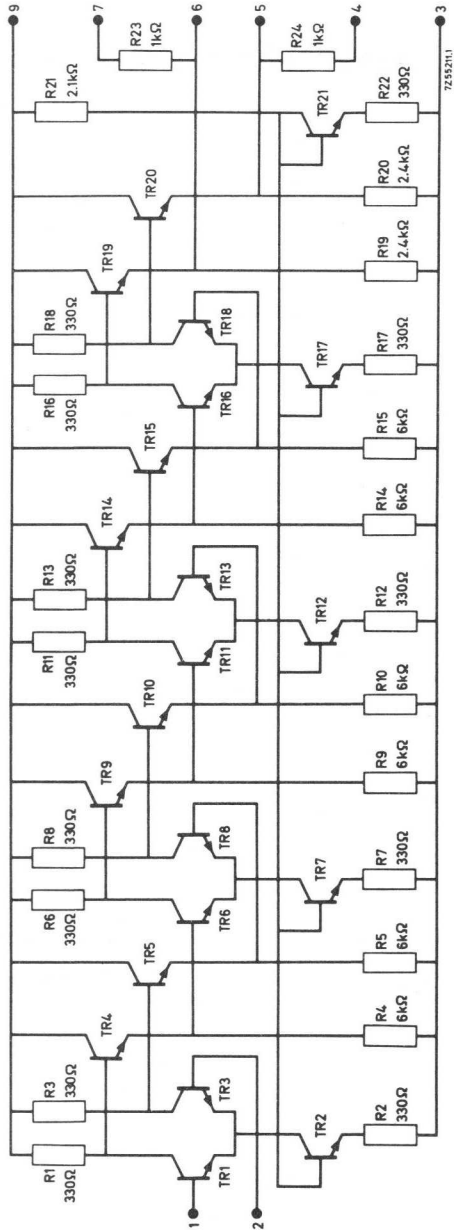 9
7
R23
1kΩ
6
5
R24
1kΩ
4
3
7Z55211.1
R21
2.1kΩ
TR21
R22
330Ω
TR20
R20
2.4kΩ
TR19
R19
2.4kΩ
R18
330Ω
TR18
R16
330Ω
TR16
TR17
R17
330Ω
TR15
R15
6kΩ
TR14
R14
6kΩ
R13
330Ω
TR13
R11
330Ω
TR11
TR12
R12
330Ω
TR10
R10
6kΩ
TR9
R9
6kΩ
R8
330Ω
TR8
R6
330Ω
TR6
TR7
R7
330Ω
TR5
R5
6kΩ
TR4
R4
6kΩ
R3
330Ω
TR3
R1
330Ω
TR1
TR2
R2
330Ω
1
2